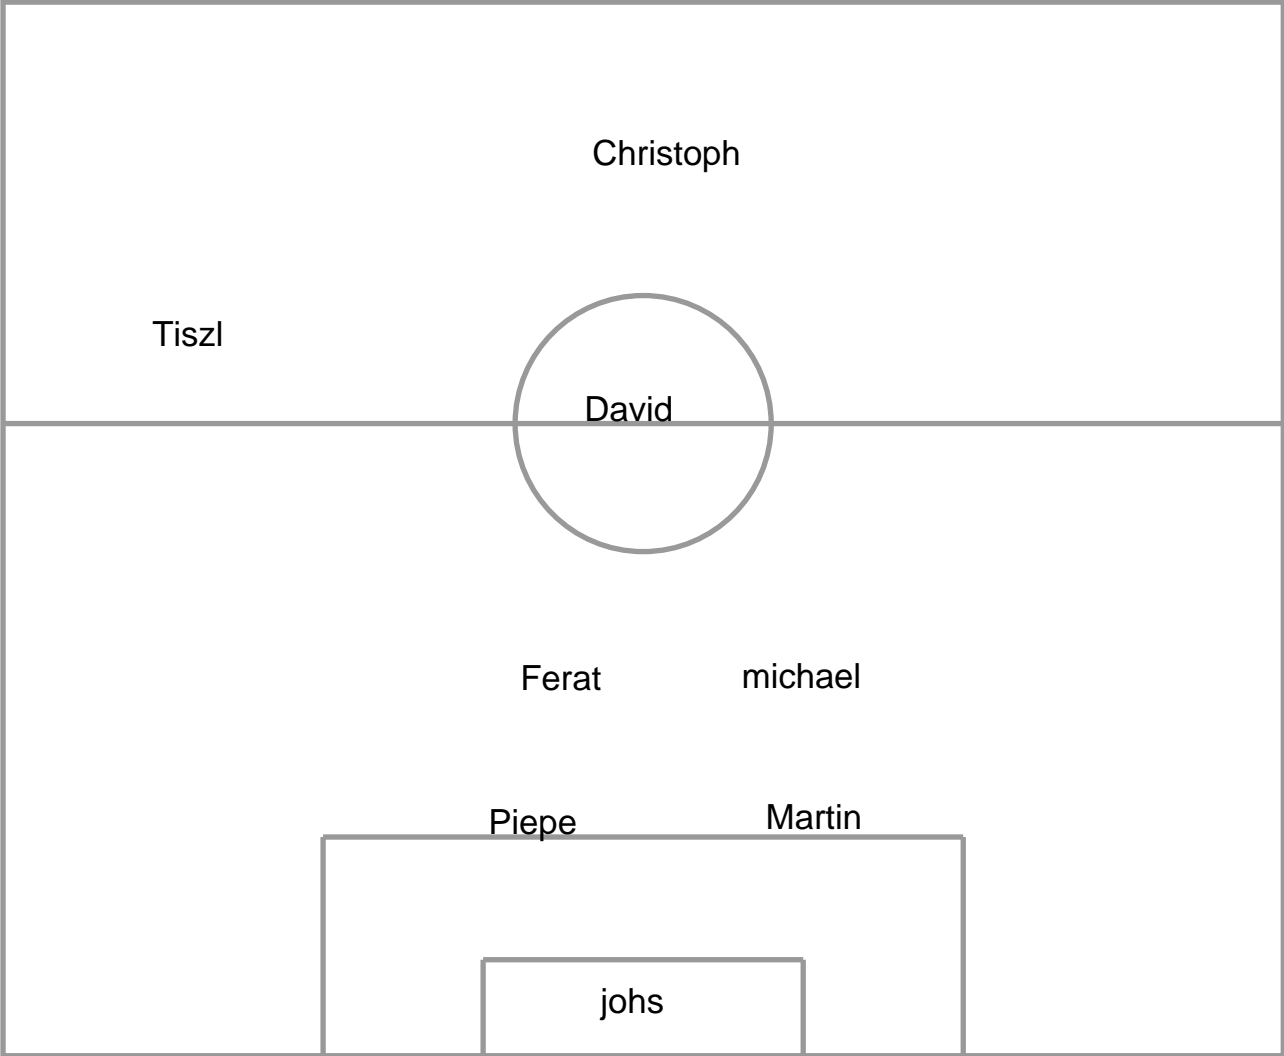 Christoph
Tiszl
David
Ferat
michael
Piepe
Martin
johs